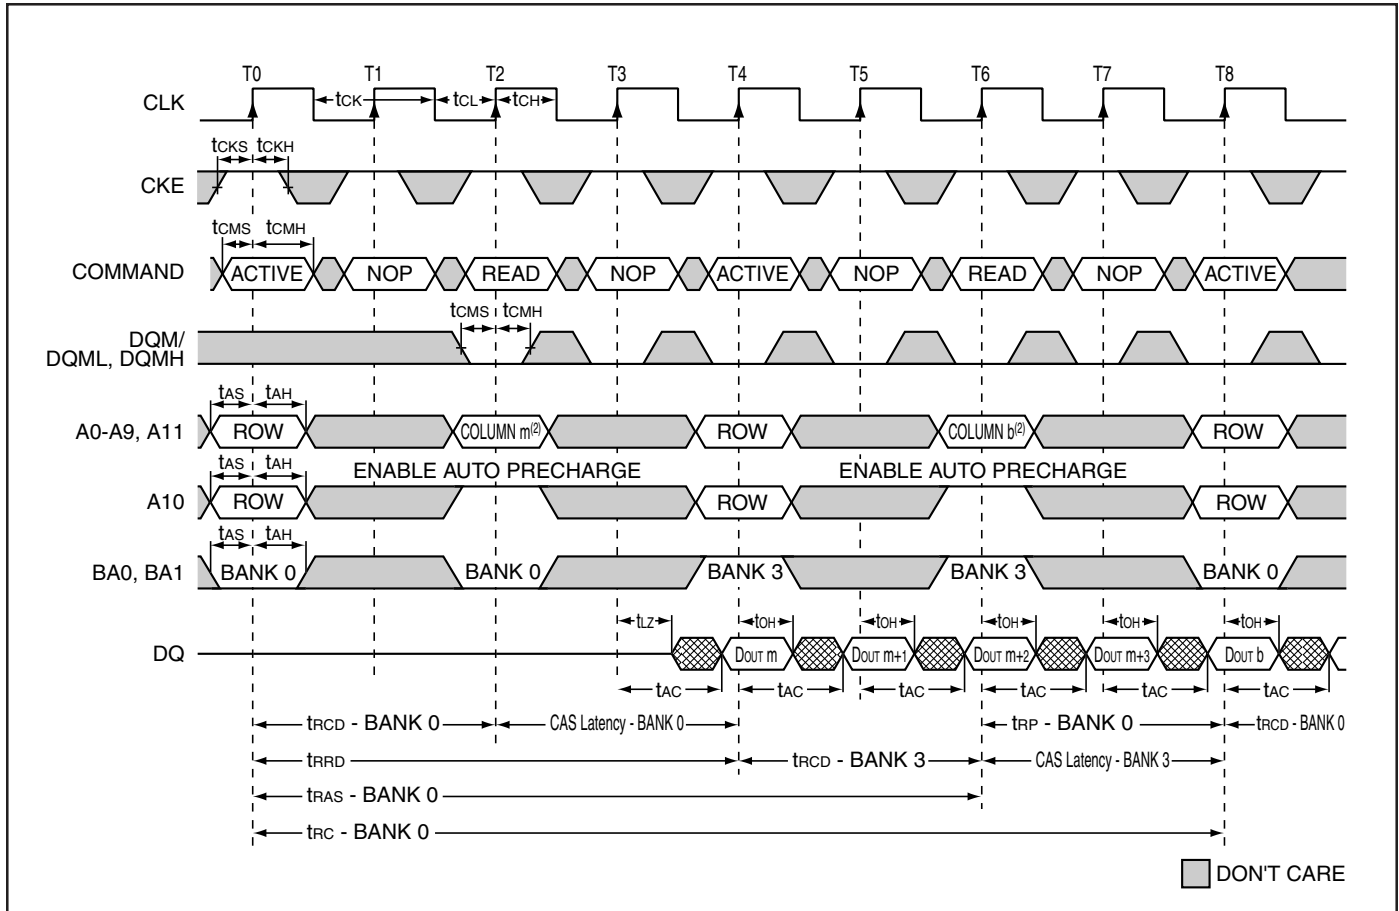 T0 T1 T2 T3 T4 T5 T6 T7 T8
CLK tCK tCL tCH
tCKS tCKH
CKE
tCMS tCMH
COMMAND ACTIVE NOP READ NOP ACTIVE NOP READ NOP ACTIVE
tCMS tCMH
DQM/
DQML, DQMH
tAS tAH
A0-A9, A11 ROW COLUMN m(2) ROW COLUMN b(2) ROW
tAS tAH ENABLE AUTO PRECHARGE ENABLE AUTO PRECHARGE
A10 ROW ROW ROW
tAS tAH
BA0, BA1 BANK 0 BANK 0 BANK 3 BANK 3 BANK 0
tLZ tOH tOH tOH tOH tOH
DQ DOUT m DOUT m+1 DOUT m+2 DOUT m+3 DOUT b
tAC tAC tAC tAC tAC tAC
tRCD - BANK 0 CAS Latency - BANK 0 tRP - BANK 0 tRCD - BANK 0
tRRD tRCD - BANK 3 CAS Latency - BANK 3
tRAS - BANK 0
tRC - BANK 0
DON'T CARE